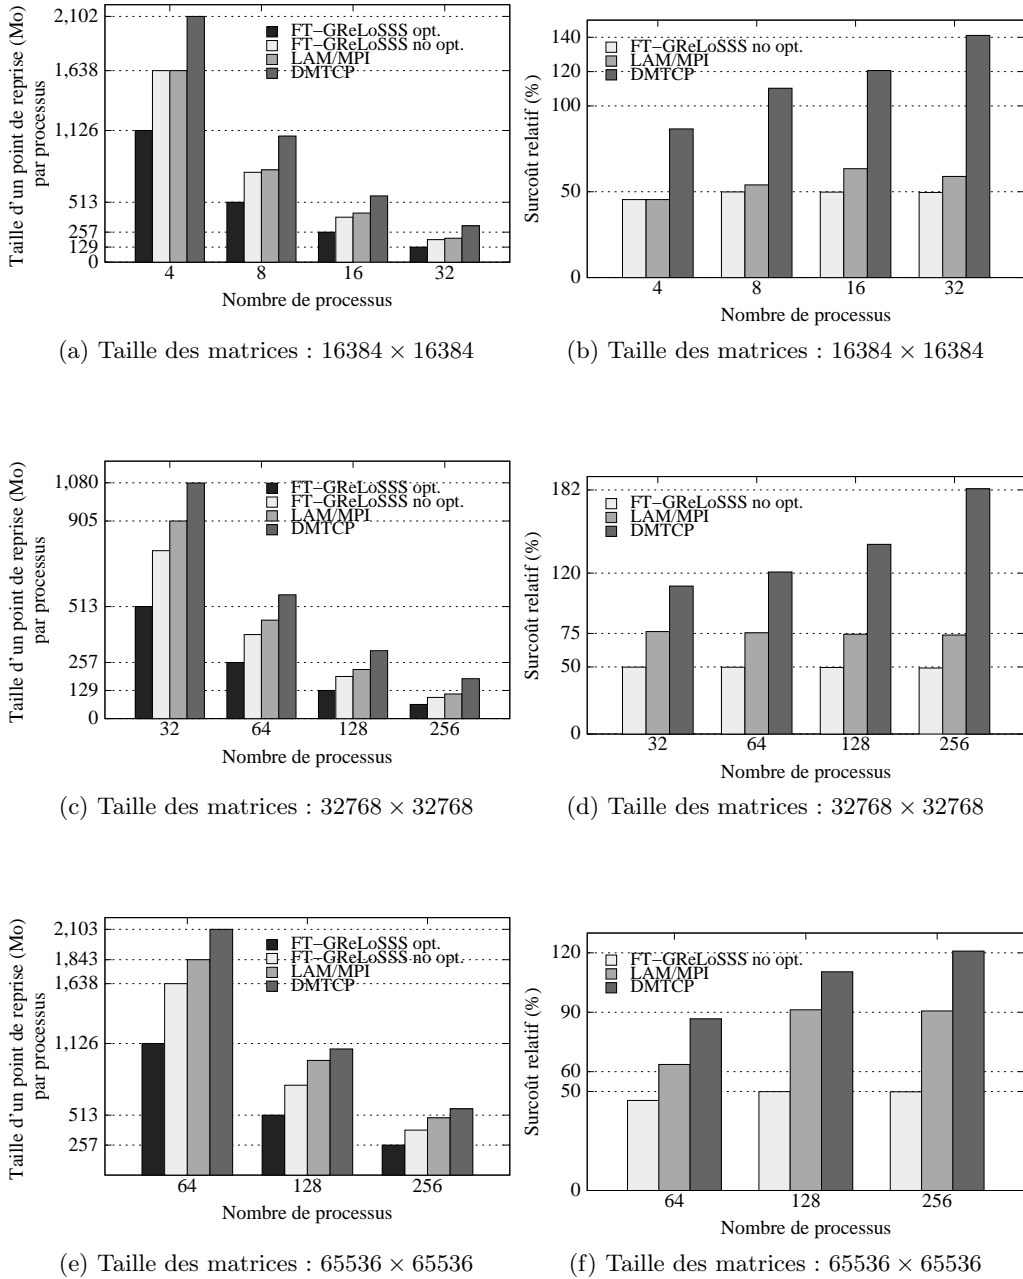 Taille d'un point de reprise (Mo)
par processus
2,102
1,638
1,126
513
257
129
0
FT−GReLoSSS opt.
FT−GReLoSSS no opt.
LAM/MPI
DMTCP
4
8
16
32
Nombre de processus
(a) Taille des matrices : 16384 × 16384
Surcoût relatif (%)
140
120
100
50
0
FT−GReLoSSS no opt.
LAM/MPI
DMTCP
4
8
16
32
Nombre de processus
(b) Taille des matrices : 16384 × 16384
Taille d'un point de reprise (Mo)
par processus
1,080
905
513
257
129
0
FT−GReLoSSS opt.
FT−GReLoSSS no opt.
LAM/MPI
DMTCP
32
64
128
256
Nombre de processus
(c) Taille des matrices : 32768 × 32768
Surcoût relatif (%)
182
120
75
50
0
FT−GReLoSSS no opt.
LAM/MPI
DMTCP
32
64
128
256
Nombre de processus
(d) Taille des matrices : 32768 × 32768
Taille d'un point de reprise (Mo)
par processus
2,103
1,843
1,638
1,126
513
257
FT−GReLoSSS opt.
FT−GReLoSSS no opt.
LAM/MPI
DMTCP
64
128
256
Nombre de processus
(e) Taille des matrices : 65536 × 65536
Surcoût relatif (%)
120
90
60
50
0
FT−GReLoSSS no opt.
LAM/MPI
DMTCP
64
128
256
Nombre de processus
(f) Taille des matrices : 65536 × 65536